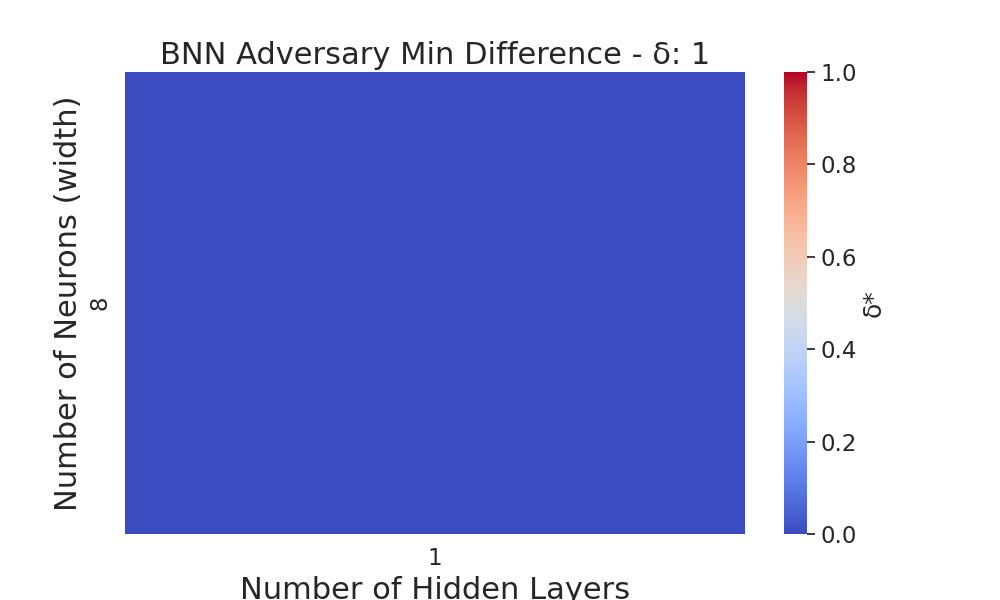 BNN Adversary Min Difference - δ: 1
Number of Neurons (width)
8
1
Number of Hidden Layers
1.0
0.8
0.6
0.4
0.2
0.0
δ*